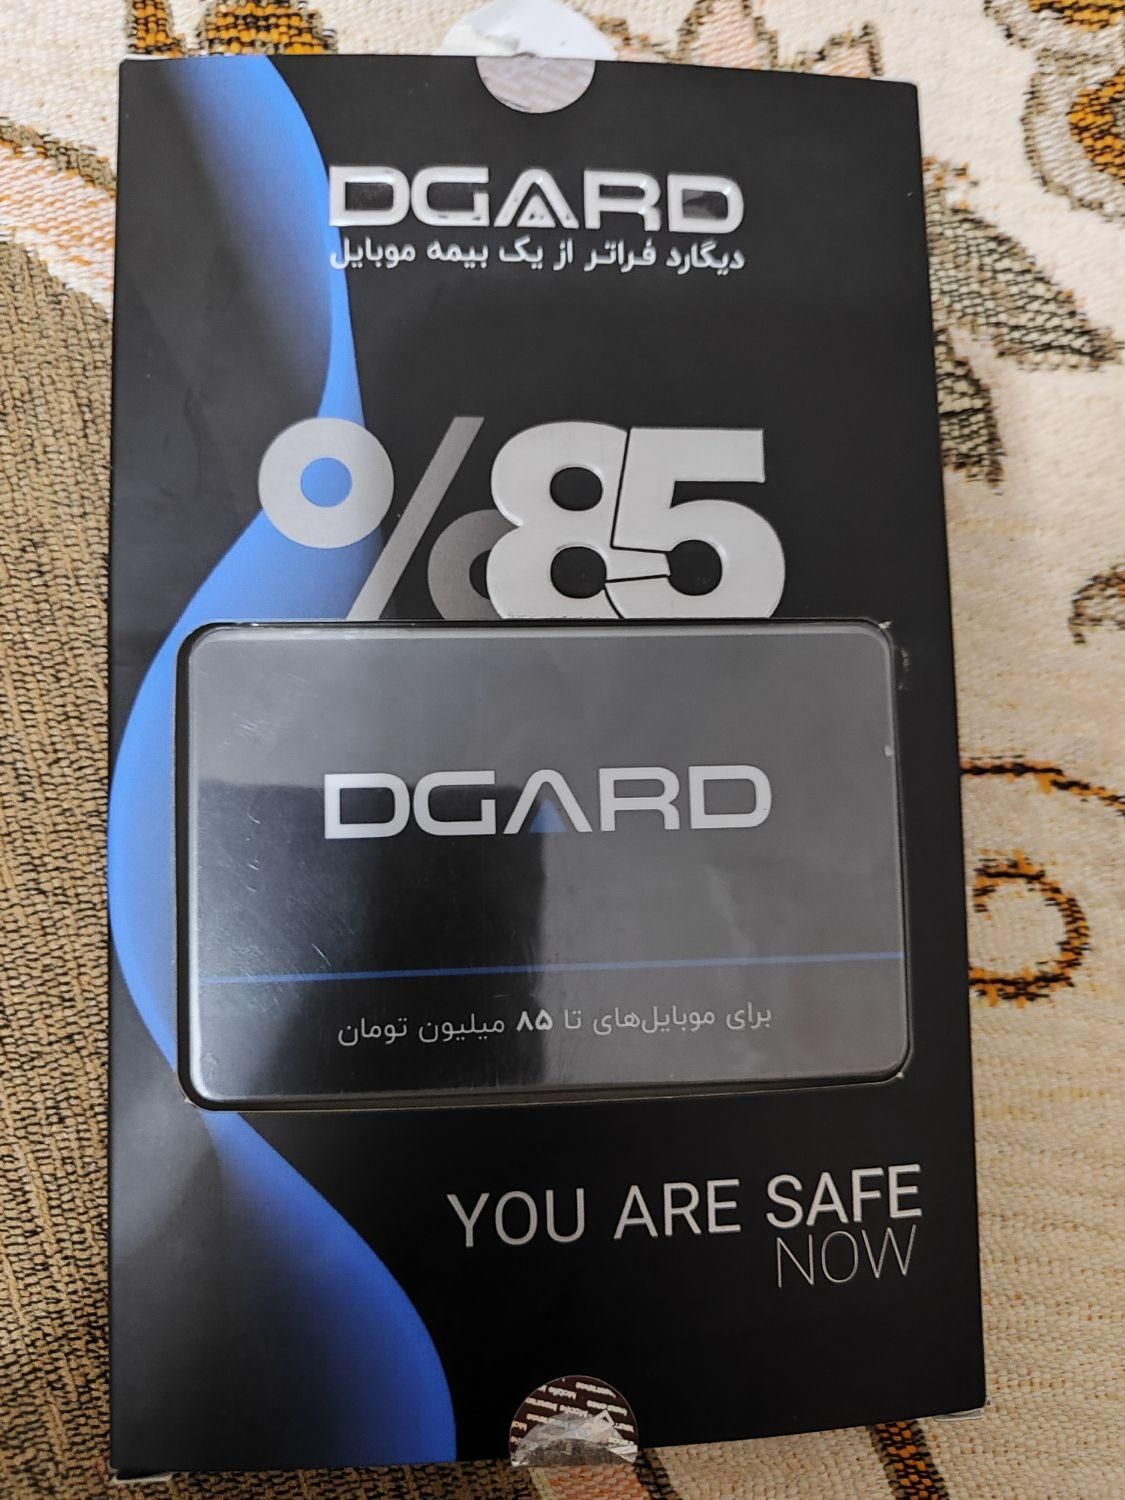 DGARD
دیگارد فراتر از یک بیمه موبایل
%85
DGARD
برای موبایل‌های تا ۸۵ میلیون تومان
YOU ARE SAFE
NOW